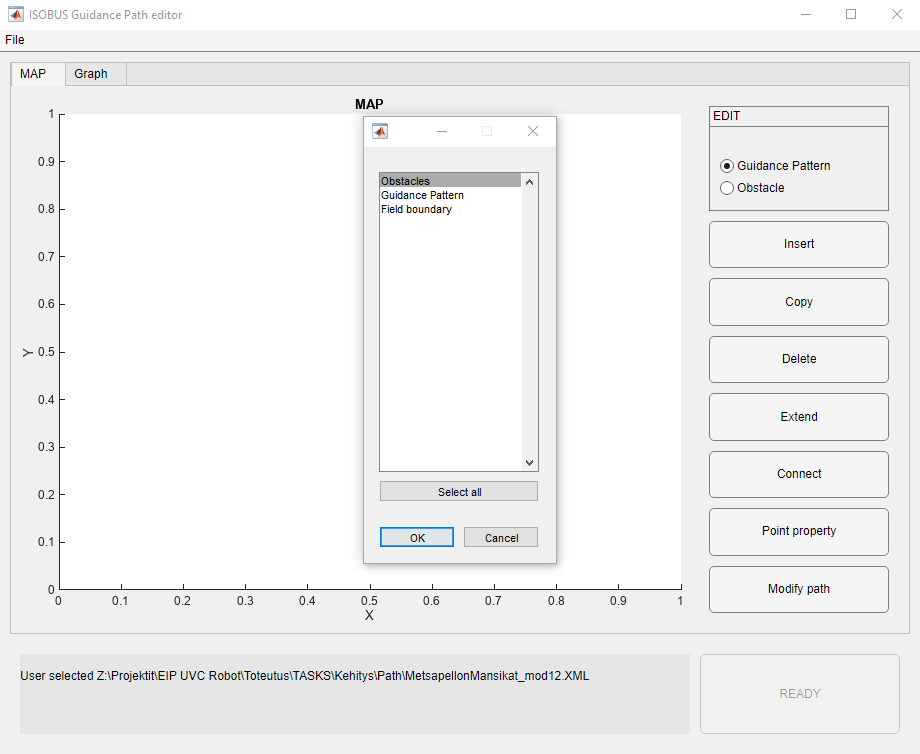 ISOBUS Guidance Path editor
File
MAP
Graph
MAP
1
0.9
0.8
0.7
0.6
0.5
0.4
0.3
0.2
0.1
0
Y
0
0.1
0.2
0.3
0.4
0.5
0.6
0.7
0.8
0.9
1
X
Obstacles
Guidance Pattern
Field boundary
Select all
OK
Cancel
EDIT
Guidance Pattern
Obstacle
Insert
Copy
Delete
Extend
Connect
Point property
Modify path
User selected Z:\Projektit\EIP UVC Robot\Toteutus\TASKS\Kehitys\Path\MetsapellonMansikat_mod12.XML
READY